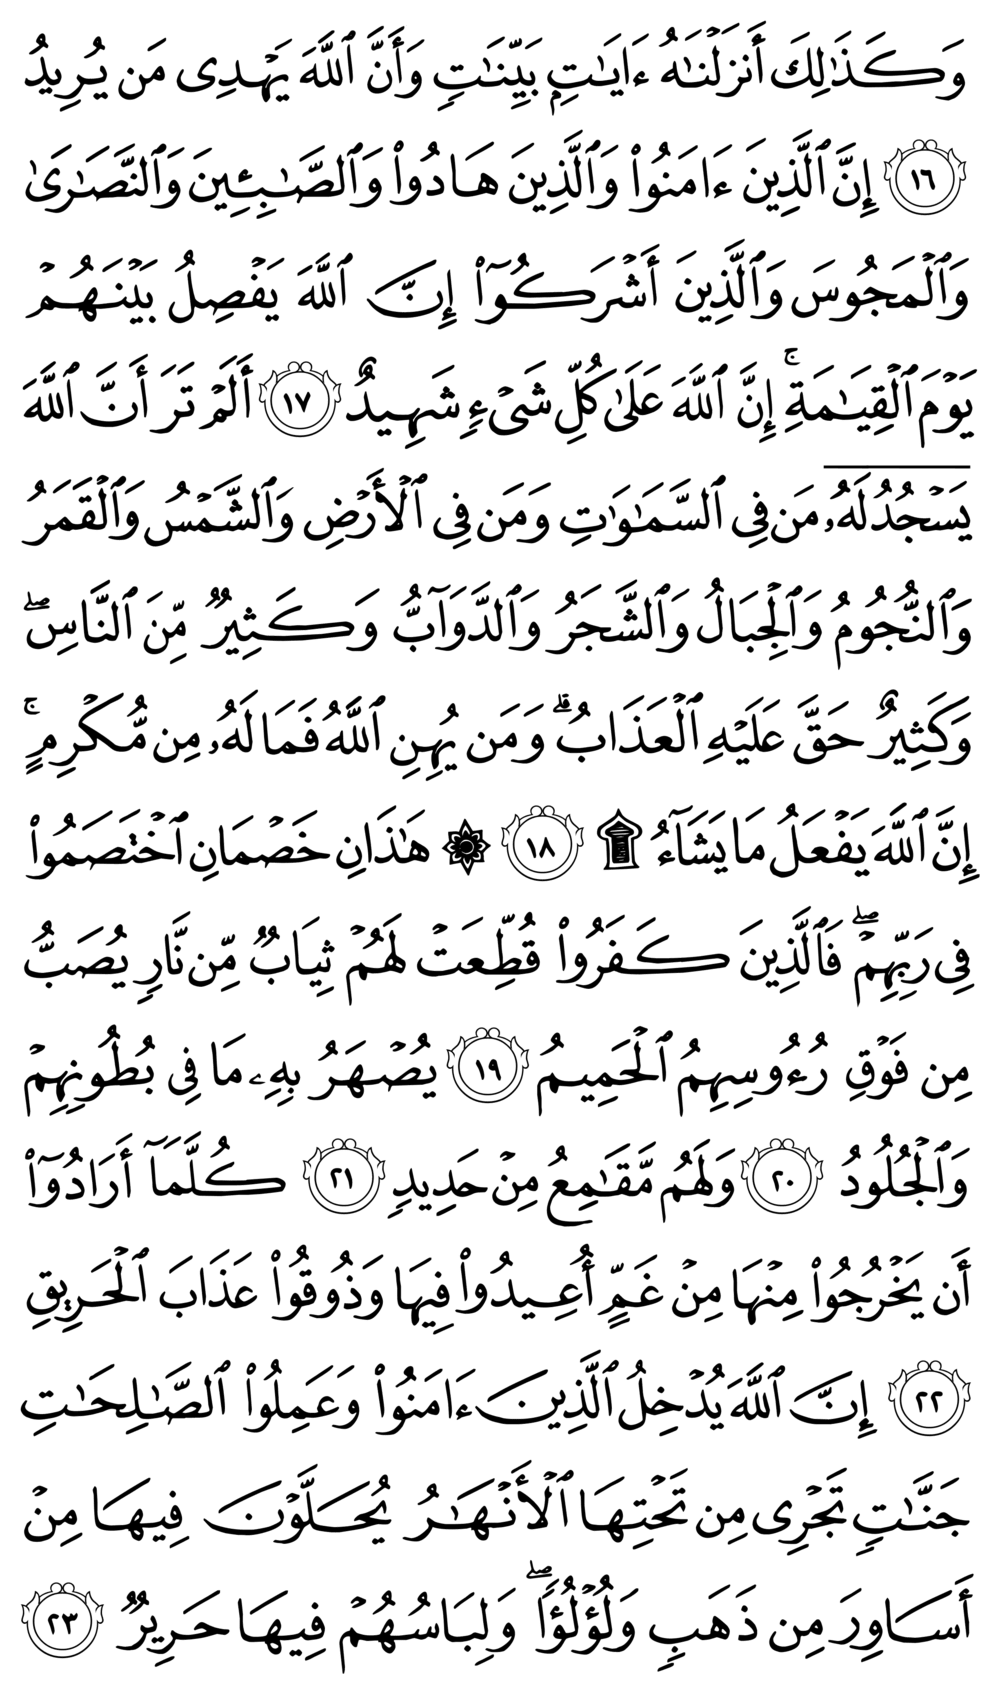 وَكَذَٰلِكَ أَنزَلْنَٰهُ ءَايَٰتٍۭ بَيِّنَٰتٍ وَأَنَّ ٱللَّهَ يَهْدِى مَن يُرِيدُ
١٦ إِنَّ ٱلَّذِينَ ءَامَنُوا۟ وَٱلَّذِينَ هَادُوا۟ وَٱلصَّٰبِـِٔينَ وَٱلنَّصَٰرَىٰ
وَٱلْمَجُوسَ وَٱلَّذِينَ أَشْرَكُوٓا۟ إِنَّ ٱللَّهَ يَفْصِلُ بَيْنَهُمْ
يَوْمَ ٱلْقِيَٰمَةِ ۚ إِنَّ ٱللَّهَ عَلَىٰ كُلِّ شَىْءٍ شَهِيدٌ ١٧ أَلَمْ تَرَ أَنَّ ٱللَّهَ
يَسْجُدُ لَهُۥ مَن فِى ٱلسَّمَٰوَٰتِ وَمَن فِى ٱلْأَرْضِ وَٱلشَّمْسُ وَٱلْقَمَرُ
وَٱلنُّجُومُ وَٱلْجِبَالُ وَٱلشَّجَرُ وَٱلدَّوَآبُّ وَكَثِيرٌ مِّنَ ٱلنَّاسِ ۖ
وَكَثِيرٌ حَقَّ عَلَيْهِ ٱلْعَذَابُ ۗ وَمَن يُهِنِ ٱللَّهُ فَمَا لَهُۥ مِن مُّكْرِمٍ ۚ
إِنَّ ٱللَّهَ يَفْعَلُ مَا يَشَآءُ ۩ ١٨ ۞ هَٰذَانِ خَصْمَانِ ٱخْتَصَمُوا۟
فِى رَبِّهِمْ ۖ فَٱلَّذِينَ كَفَرُوا۟ قُطِّعَتْ لَهُمْ ثِيَابٌ مِّن نَّارٍ يُصَبُّ
مِن فَوْقِ رُءُوسِهِمُ ٱلْحَمِيمُ ١٩ يُصْهَرُ بِهِۦ مَا فِى بُطُونِهِمْ
وَٱلْجُلُودُ ٢٠ وَلَهُم مَّقَٰمِعُ مِنْ حَدِيدٍ ٢١ كُلَّمَآ أَرَادُوٓا۟
أَن يَخْرُجُوا۟ مِنْهَا مِنْ غَمٍّ أُعِيدُوا۟ فِيهَا وَذُوقُوا۟ عَذَابَ ٱلْحَرِيقِ
٢٢ إِنَّ ٱللَّهَ يُدْخِلُ ٱلَّذِينَ ءَامَنُوا۟ وَعَمِلُوا۟ ٱلصَّٰلِحَٰتِ
جَنَّٰتٍ تَجْرِى مِن تَحْتِهَا ٱلْأَنْهَٰرُ يُحَلَّوْنَ فِيهَا مِنْ
أَسَاوِرَ مِن ذَهَبٍ وَلُؤْلُؤًا ۖ وَلِبَاسُهُمْ فِيهَا حَرِيرٌ ٢٣